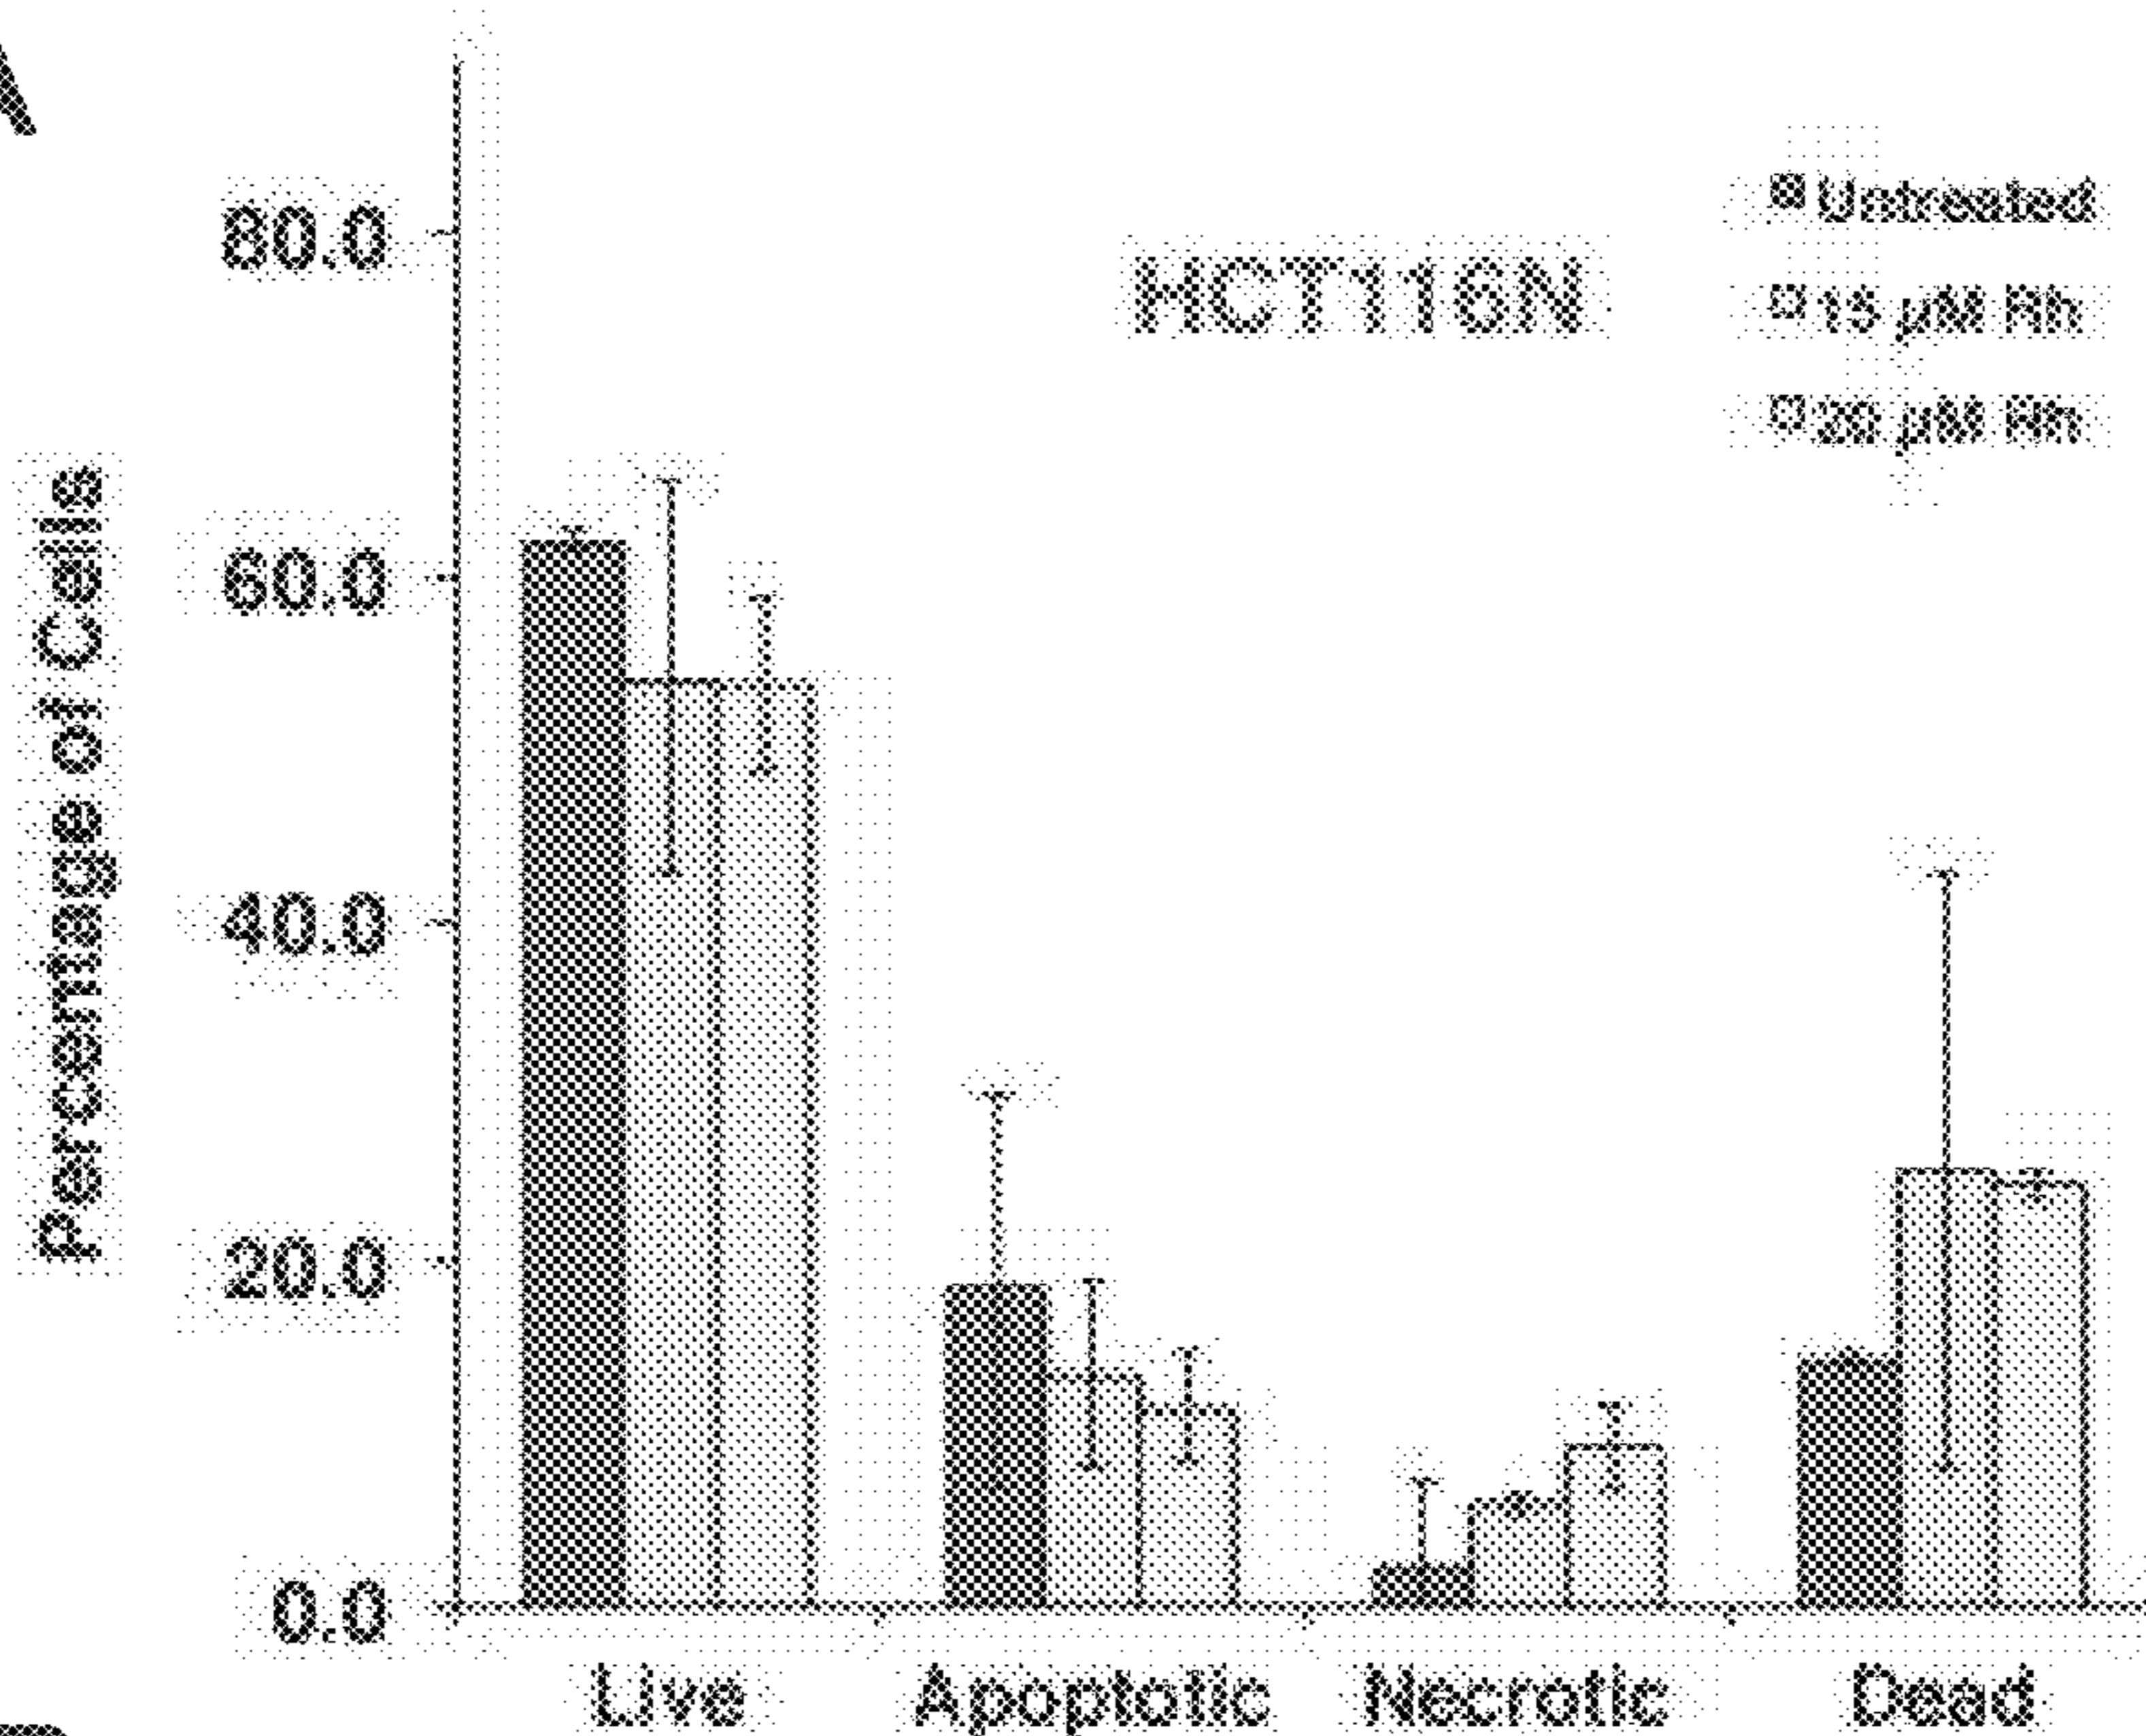 A
80.0
60.0
40.0
20.0
0.0
Percentage of Cells
HCT116N
Untreated
15 µM Rh
20 µM Rh
Live Apoptotic Necrotic Dead